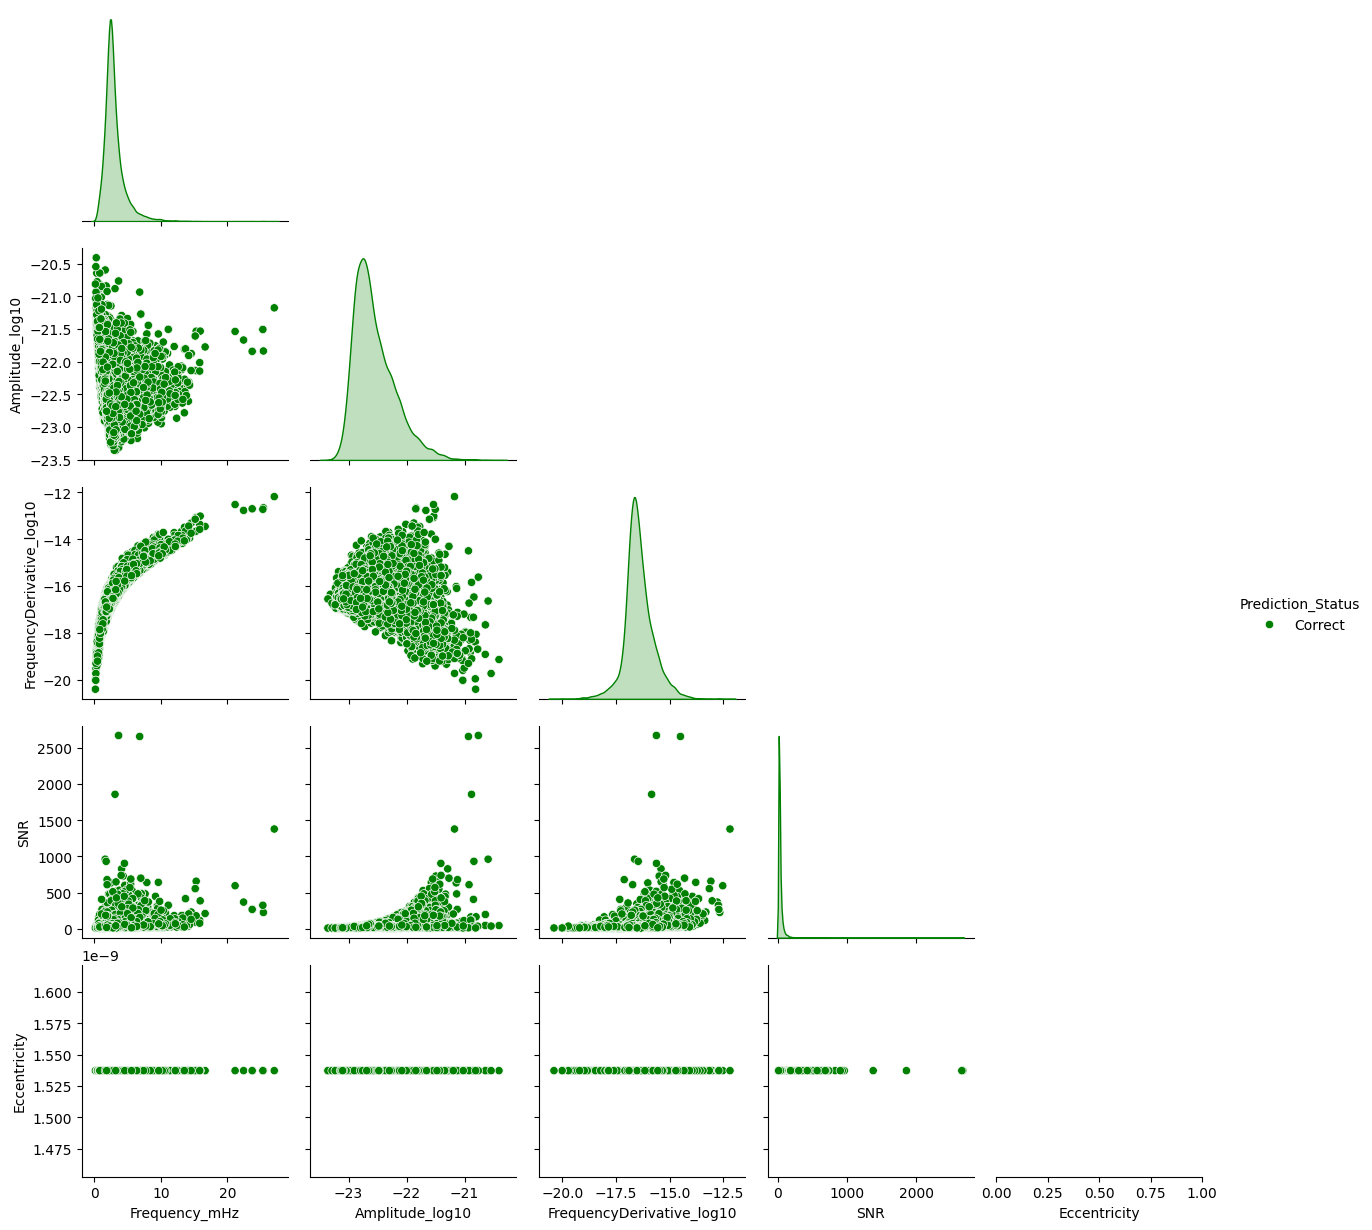 −20.5
−21.0
−21.5
−22.0
−22.5
−23.0
−23.5
Amplitude_log10
−12
−14
−16
−18
−20
FrequencyDerivative_log10
Prediction_Status
Correct
2500
2000
1500
1000
500
0
SNR
1e−9
1.600
1.575
1.550
1.525
1.500
1.475
Eccentricity
0 10 20
Frequency_mHz
−23 −22 −21
Amplitude_log10
−20.0 −17.5 −15.0 −12.5
FrequencyDerivative_log10
0 1000 2000
SNR
0.00 0.25 0.50 0.75 1.00
Eccentricity